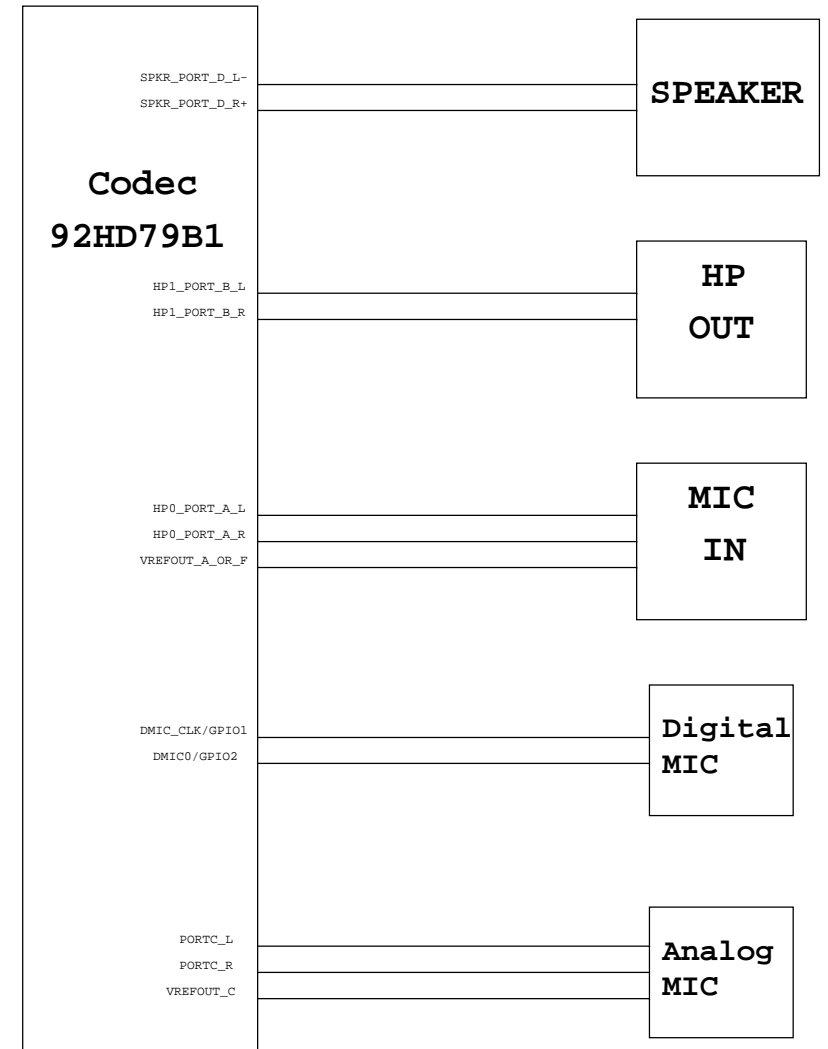 SPKR_PORT_D_L-
SPKR_PORT_D_R+
SPEAKER
Codec
92HD79B1
HP1_PORT_B_L
HP1_PORT_B_R
HP
OUT
HP0_PORT_A_L
HP0_PORT_A_R
VREFOUT_A_OR_F
MIC
IN
DMIC_CLK/GPIO1
DMIC0/GPIO2
Digital
MIC
PORTC_L
PORTC_R
VREFOUT_C
Analog
MIC